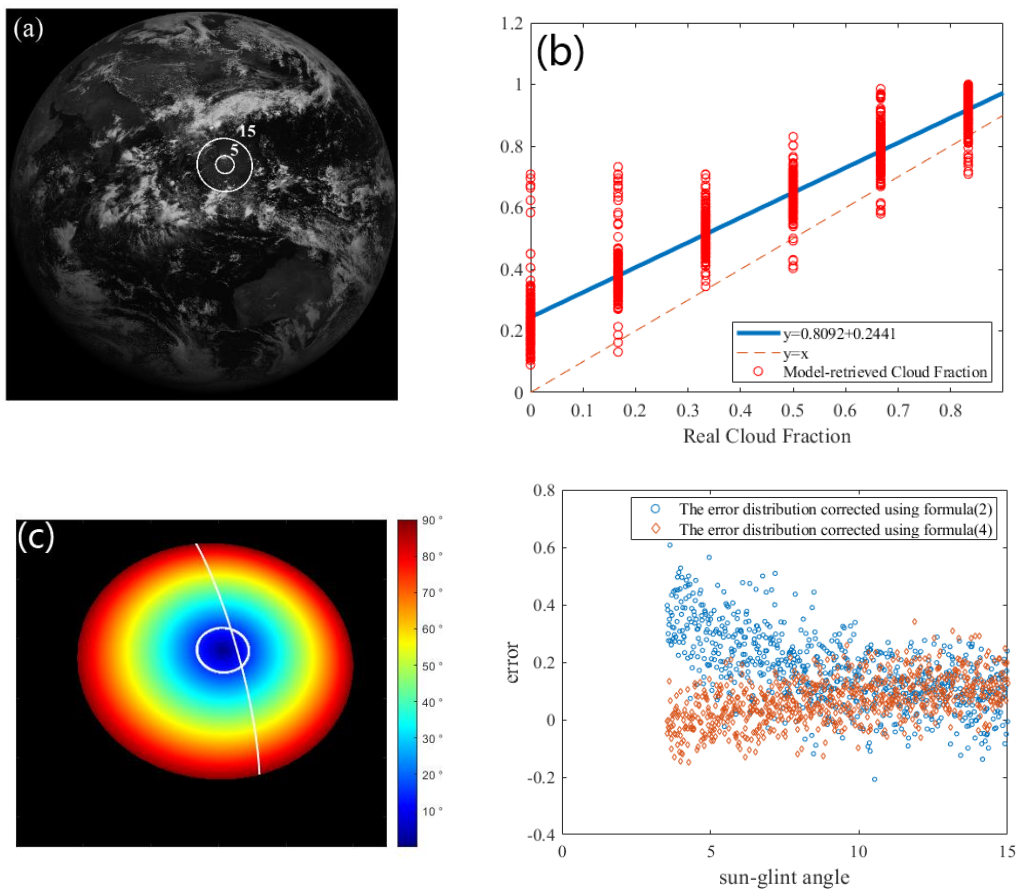 (a)
15
5
(b)
1.2
1
0.8
0.6
0.4
0.2
0
0 0.1 0.2 0.3 0.4 0.5 0.6 0.7 0.8
Real Cloud Fraction
y=0.8092+0.2441
y=x
Model-retrieved Cloud Fraction
(c)
90 °
80 °
70 °
60 °
50 °
40 °
30 °
20 °
10 °
0.8
0.6
0.4
0.2
0
-0.2
-0.4
error
The error distribution corrected using formula(2)
The error distribution corrected using formula(4)
0 5 10 15
sun-glint angle